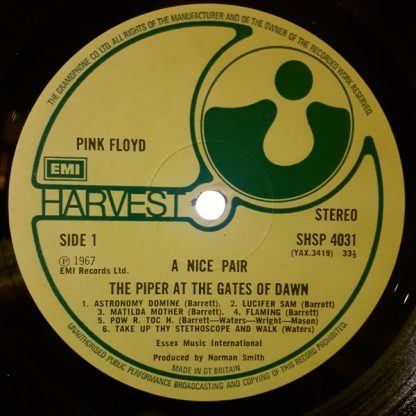 THE GRAMOPHONE CO. LTD. ALL RIGHTS OF THE MANUFACTURER AND OF THE OWNER OF THE RECORDED WORK RESERVED.
PINK FLOYD
EMI
HARVEST
STEREO
SIDE 1
SHSP 4031
(YAX.3419) 33⅓
Ⓟ 1967
EMI Records Ltd.
A NICE PAIR
THE PIPER AT THE GATES OF DAWN
1. ASTRONOMY DOMINE (Barrett). 2. LUCIFER SAM (Barrett)
3. MATILDA MOTHER (Barrett). 4. FLAMING (Barrett)
5. POW R. TOC H. (Barrett—Waters—Wright—Mason)
6. TAKE UP THY STETHOSCOPE AND WALK (Waters)
Essex Music International
Produced by Norman Smith
MADE IN GT. BRITAIN
UNAUTHORISED PUBLIC PERFORMANCE BROADCASTING AND COPYING OF THIS RECORD PROHIBITED.